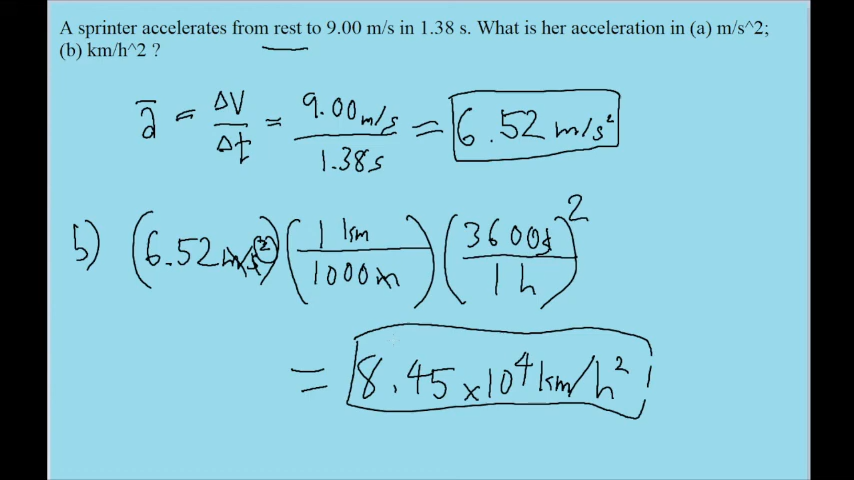 A sprinter accelerates from rest to 9.00 m/s in 1.38 s. What is her acceleration in (a) m/s^2;
(b) km/h^2 ?
ā = ΔV/Δt = 9.00 m/s / 1.38 s = 6.52 m/s²
b) (6.52 m/s²) (1 km / 1000 m) (3600 s / 1 h)²
= 8.45 x 10⁴ km/h²